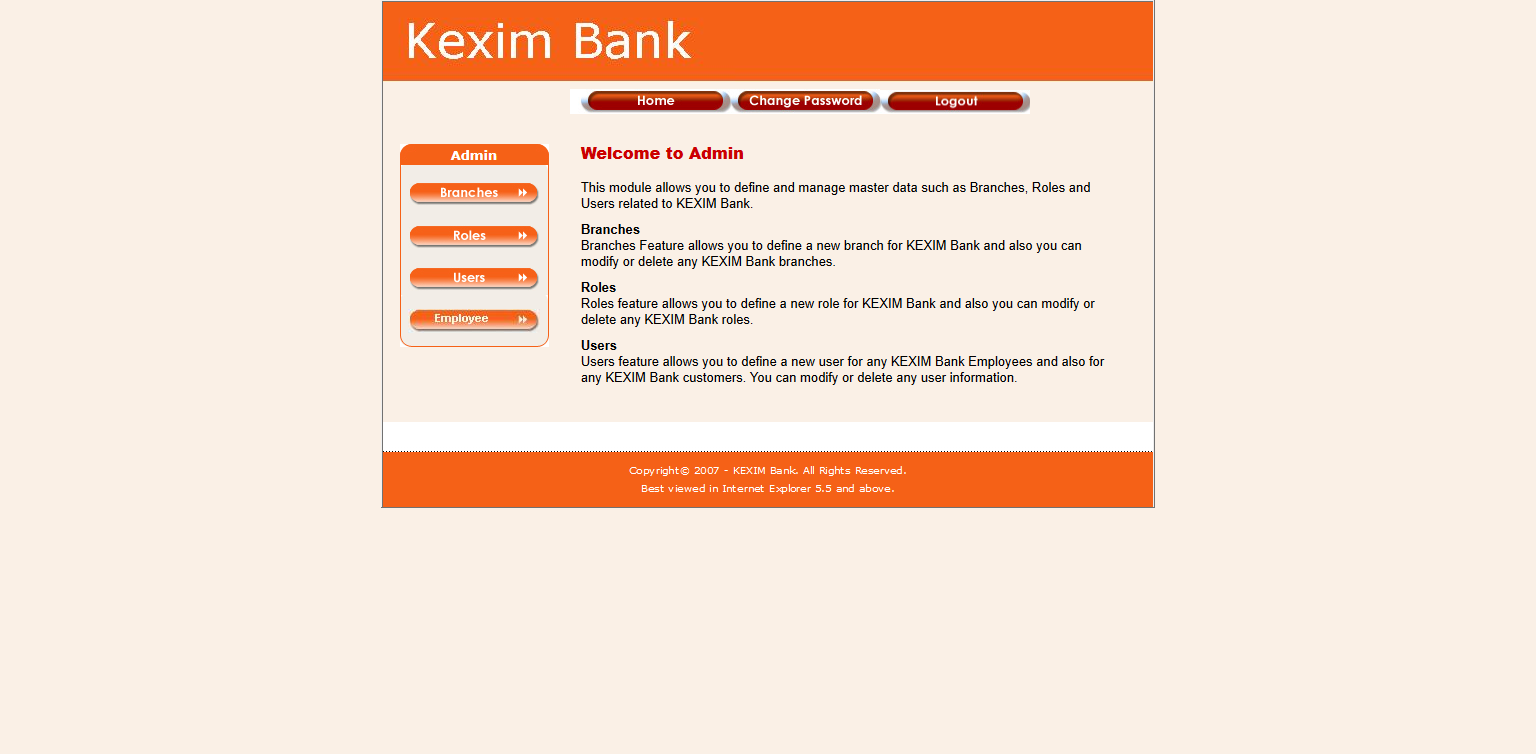 Kexim Bank
Home
Change Password
Logout
Admin
Branches
Roles
Users
Employee
Welcome to Admin
This module allows you to define and manage master data such as Branches, Roles and
Users related to KEXIM Bank.
Branches
Branches Feature allows you to define a new branch for KEXIM Bank and also you can
modify or delete any KEXIM Bank branches.
Roles
Roles feature allows you to define a new role for KEXIM Bank and also you can modify or
delete any KEXIM Bank roles.
Users
Users feature allows you to define a new user for any KEXIM Bank Employees and also for
any KEXIM Bank customers. You can modify or delete any user information.
Copyright© 2007 - KEXIM Bank. All Rights Reserved.
Best viewed in Internet Explorer 5.5 and above.